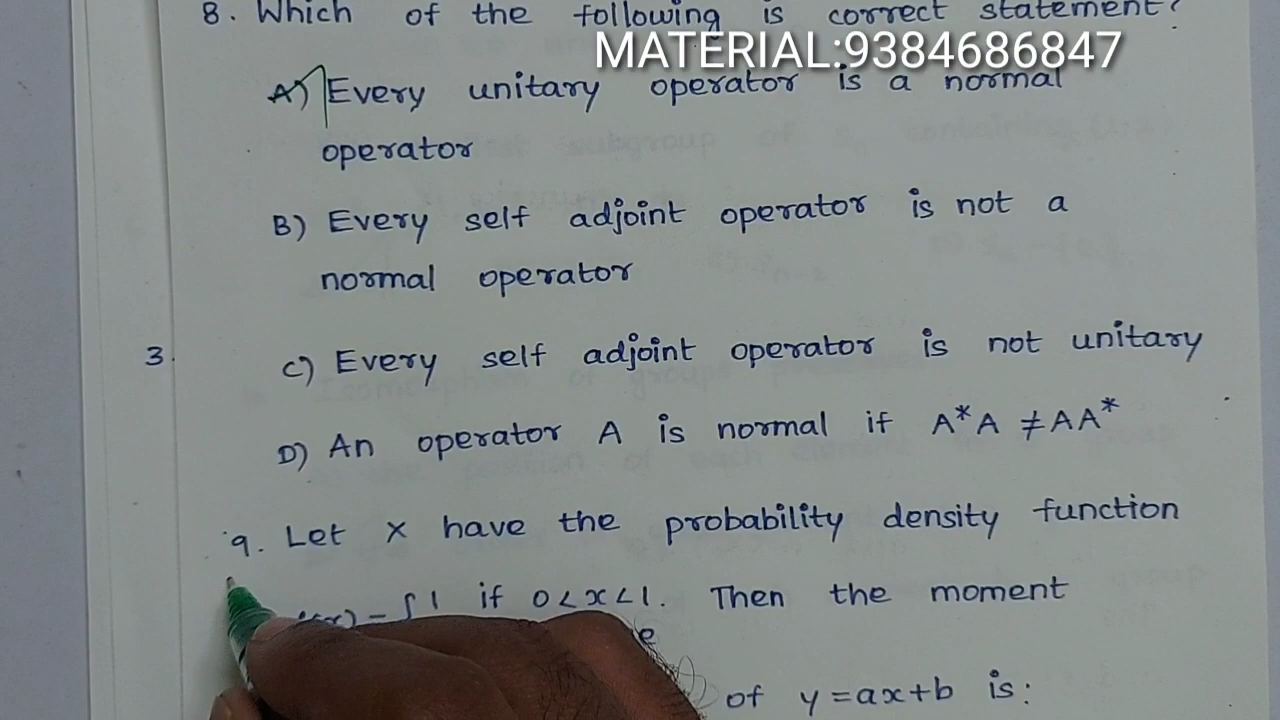 8. Which of the following is correct statement?
MATERIAL:9384686847
A) Every unitary operator is a normal
operator
B) Every self adjoint operator is not a
normal operator
3.
C) Every self adjoint operator is not unitary
D) An operator A is normal if A*A ≠ AA*
9. Let x have the probability density function
1 if 0<x<1. Then the moment
of y=ax+b is: